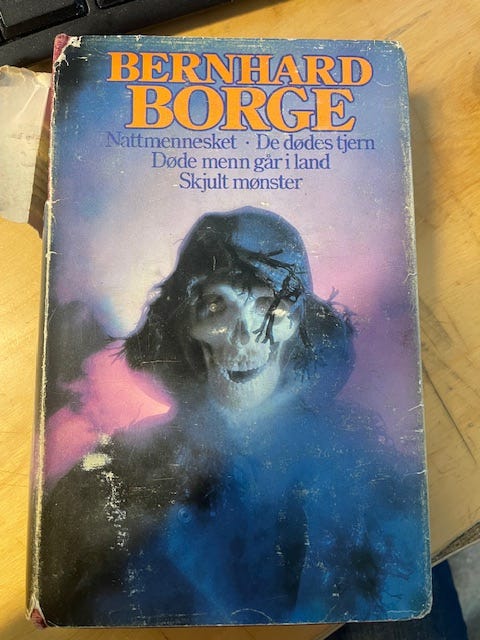 BERNHARD
BORGE
Nattmennesket · De dødes tjern
Døde menn går i land
Skjult mønster